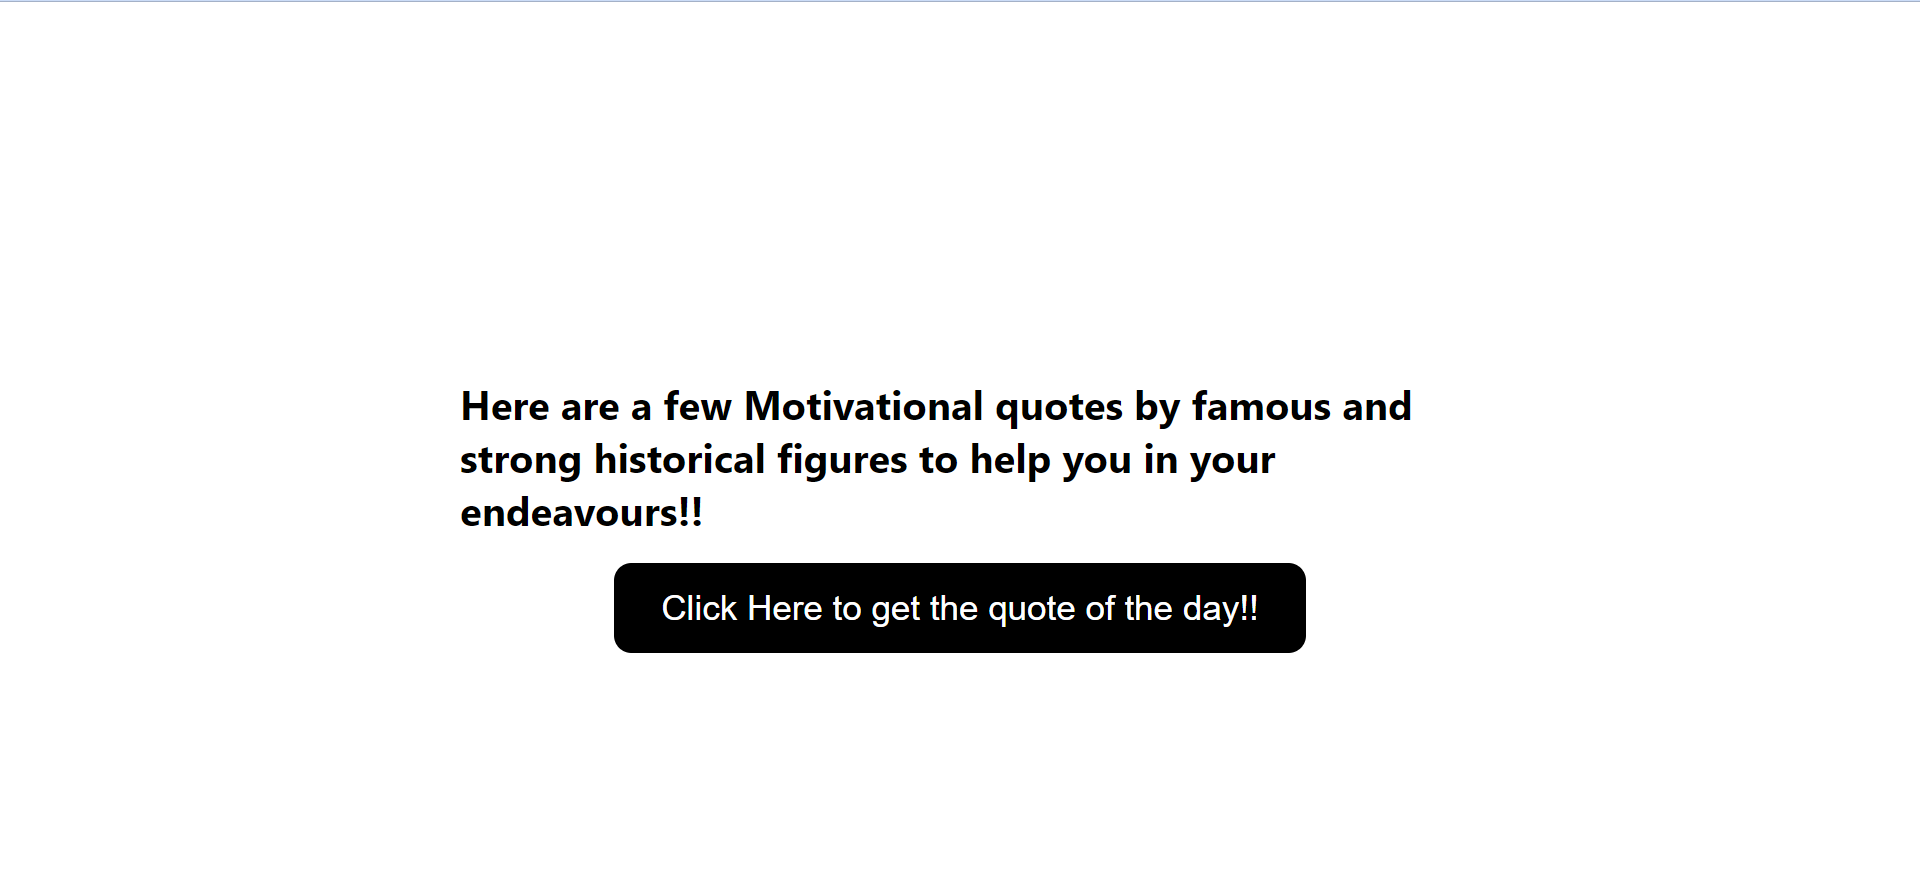 Here are a few Motivational quotes by famous and
strong historical figures to help you in your
endeavours!!
Click Here to get the quote of the day!!